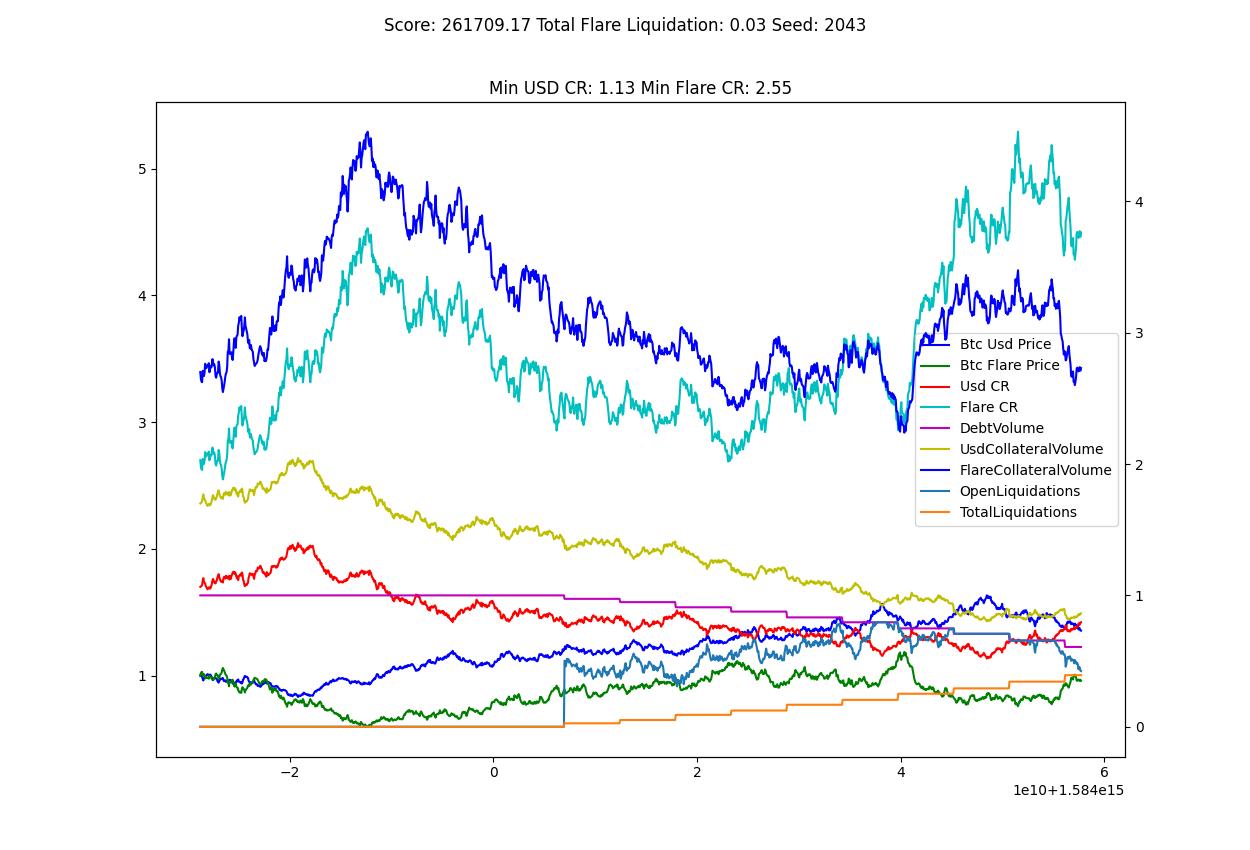 Score: 261709.17 Total Flare Liquidation: 0.03 Seed: 2043
Min USD CR: 1.13 Min Flare CR: 2.55
5
4
3
2
1
4
3
2
1
0
Btc Usd Price
Btc Flare Price
Usd CR
Flare CR
DebtVolume
UsdCollateralVolume
FlareCollateralVolume
OpenLiquidations
TotalLiquidations
−2 0 2 4 6
1e10+1.584e15